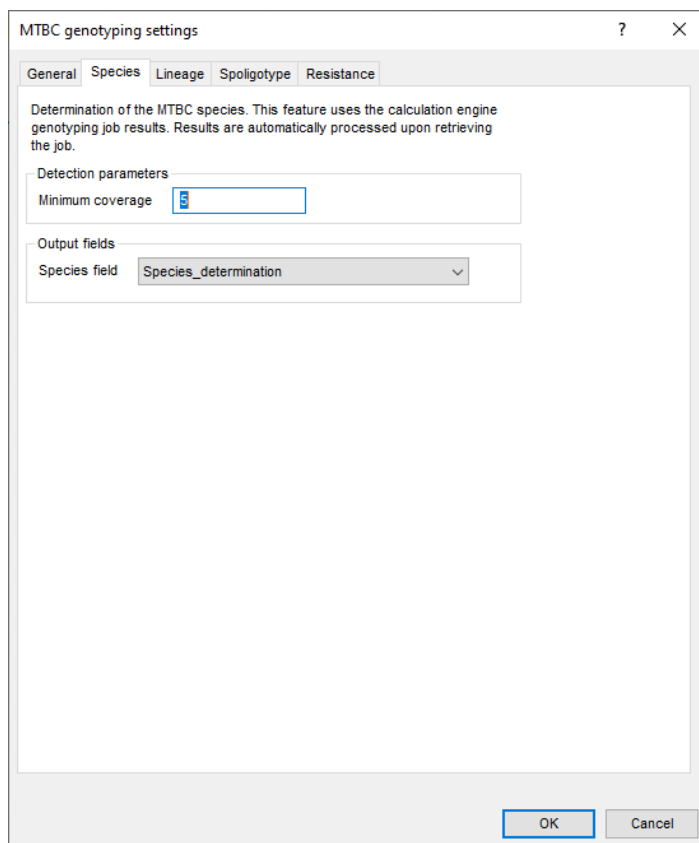 MTBC genotyping settings ?
General Species Lineage Spoligotype Resistance
Determination of the MTBC species. This feature uses the calculation engine
genotyping job results. Results are automatically processed upon retrieving
the job.
Detection parameters
Minimum coverage 5
Output fields
Species field Species_determination
OK Cancel